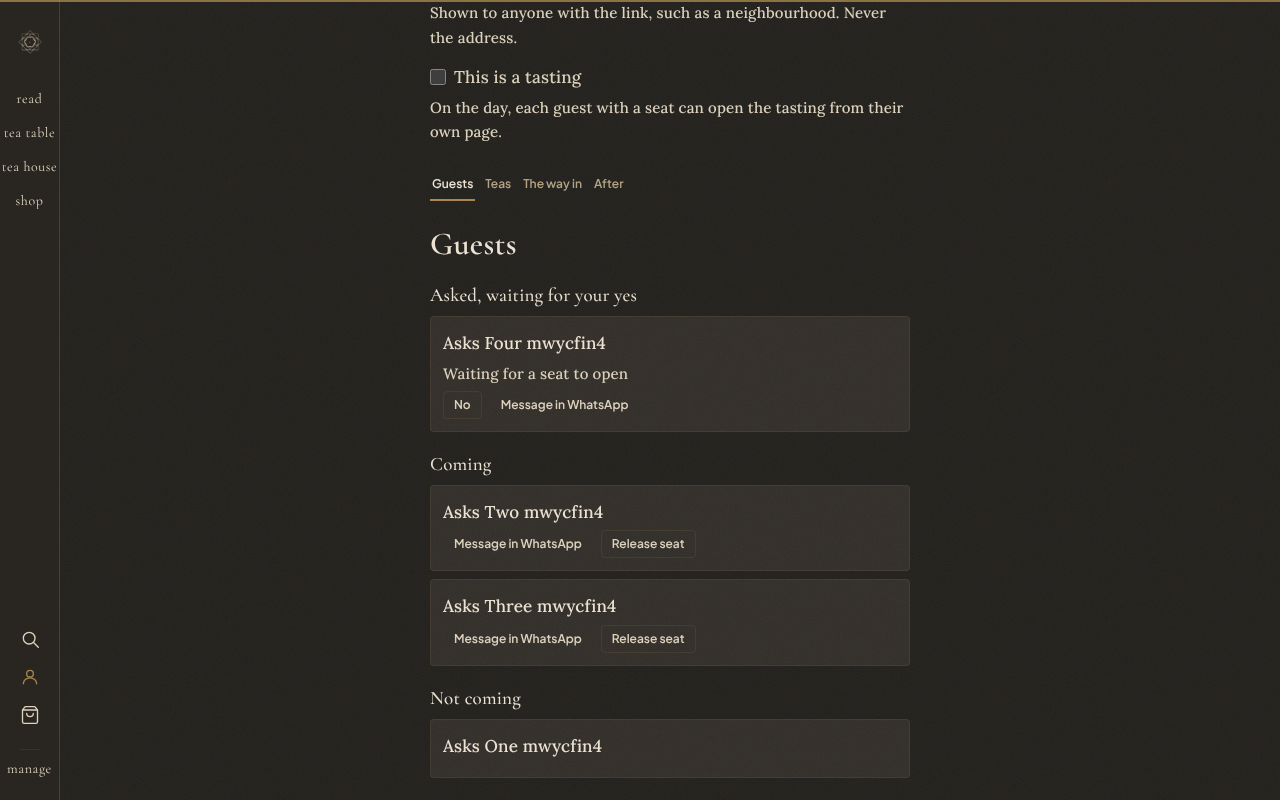 Shown to anyone with the link, such as a neighbourhood. Never
the address.
This is a tasting
On the day, each guest with a seat can open the tasting from their
own page.
read
tea table
tea house
shop
Guests Teas The way in After
Guests
Asked, waiting for your yes
Asks Four mwycfin4
Waiting for a seat to open
No Message in WhatsApp
Coming
Asks Two mwycfin4
Message in WhatsApp Release seat
Asks Three mwycfin4
Message in WhatsApp Release seat
Not coming
Asks One mwycfin4
manage